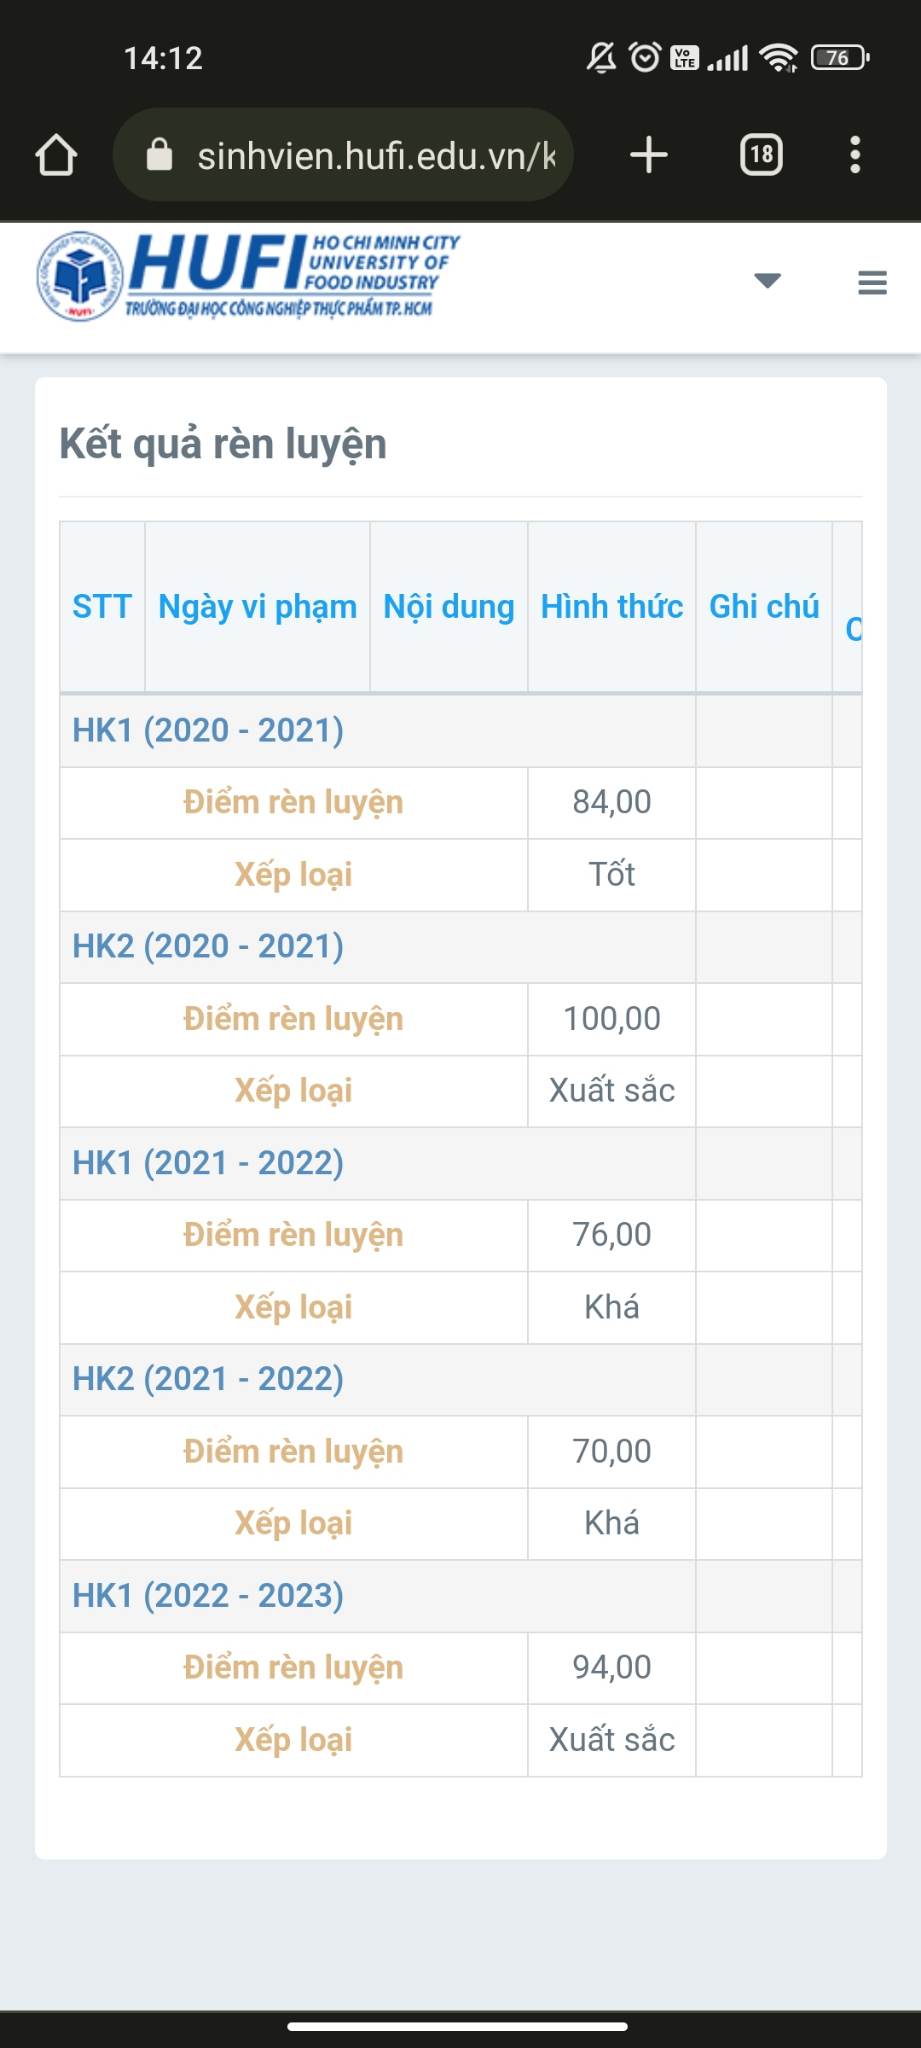 14:12
Vo LTE
76
sinhvien.hufi.edu.vn/k
18
HUFI
HO CHI MINH CITY
UNIVERSITY OF
FOOD INDUSTRY
TRƯỜNG ĐẠI HỌC CÔNG NGHIỆP THỰC PHẨM TP. HCM
Kết quả rèn luyện
STT Ngày vi phạm Nội dung Hình thức Ghi chú C
HK1 (2020 - 2021)
Điểm rèn luyện 84,00
Xếp loại Tốt
HK2 (2020 - 2021)
Điểm rèn luyện 100,00
Xếp loại Xuất sắc
HK1 (2021 - 2022)
Điểm rèn luyện 76,00
Xếp loại Khá
HK2 (2021 - 2022)
Điểm rèn luyện 70,00
Xếp loại Khá
HK1 (2022 - 2023)
Điểm rèn luyện 94,00
Xếp loại Xuất sắc